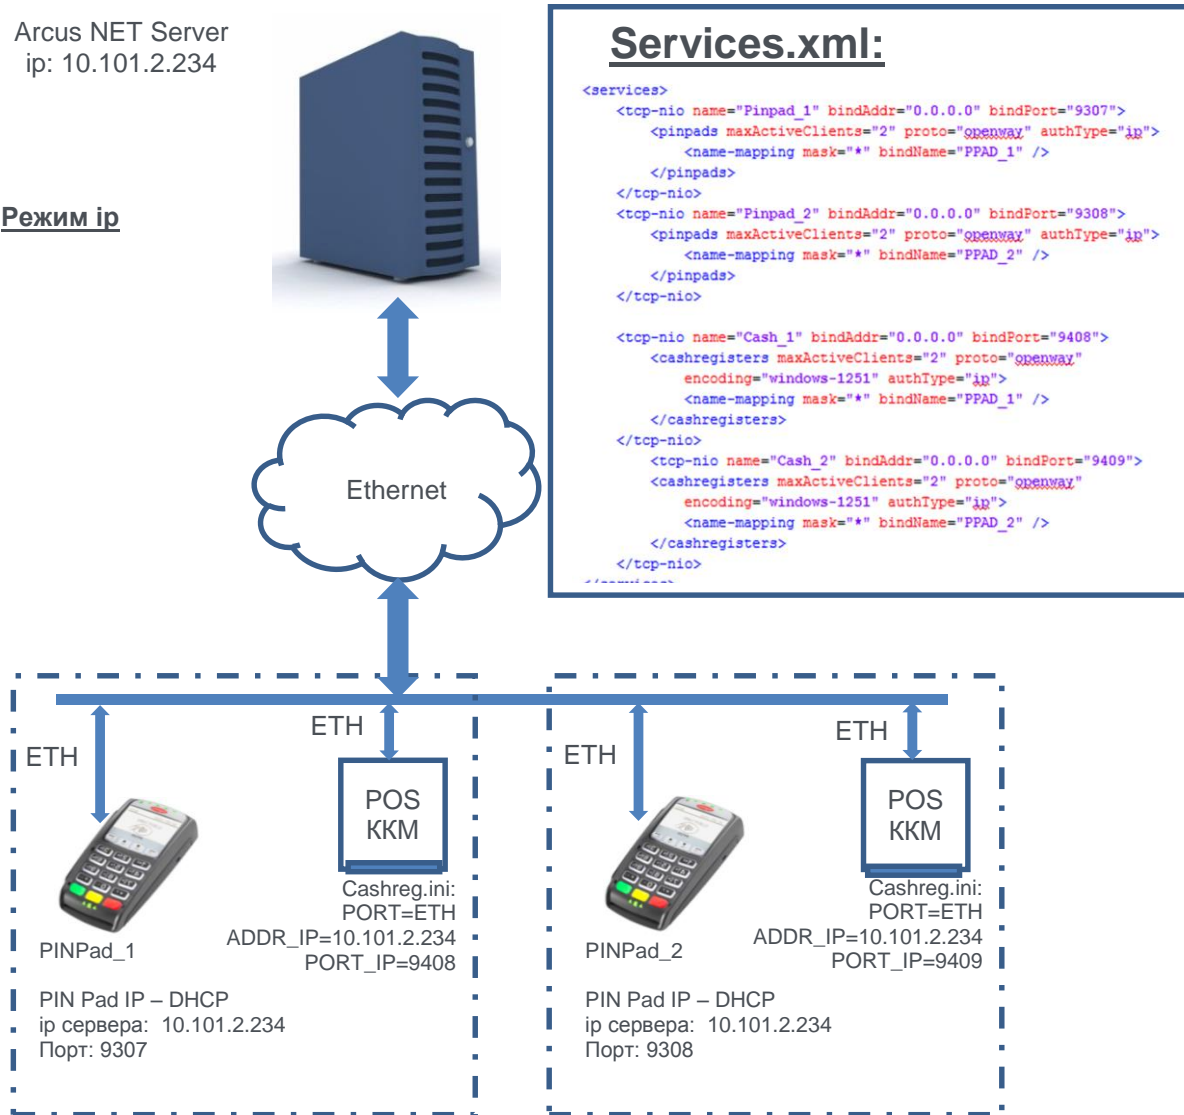 Arcus NET Server
ip: 10.101.2.234
Режим ip
Services.xml:
<services>
<tcp-nio name="Pinpad_1" bindAddr="0.0.0.0" bindPort="9307">
<pinpads maxActiveClients="2" proto="openway" authType="ip">
<name-mapping mask="*" bindName="PPAD_1" />
</pinpads>
</tcp-nio>
<tcp-nio name="Pinpad_2" bindAddr="0.0.0.0" bindPort="9308">
<pinpads maxActiveClients="2" proto="openway" authType="ip">
<name-mapping mask="*" bindName="PPAD_2" />
</pinpads>
</tcp-nio>
<tcp-nio name="Cash_1" bindAddr="0.0.0.0" bindPort="9408">
<cashregisters maxActiveClients="2" proto="openway"
encoding="windows-1251" authType="ip">
<name-mapping mask="*" bindName="PPAD_1" />
</cashregisters>
</tcp-nio>
<tcp-nio name="Cash_2" bindAddr="0.0.0.0" bindPort="9409">
<cashregisters maxActiveClients="2" proto="openway"
encoding="windows-1251" authType="ip">
<name-mapping mask="*" bindName="PPAD_2" />
</cashregisters>
</tcp-nio>
</services>
Ethernet
ETH
ETH
POS
ККМ
Cashreg.ini:
PORT=ETH
ADDR_IP=10.101.2.234
PORT_IP=9408
PINPad_1
PIN Pad IP – DHCP
ip сервера: 10.101.2.234
Порт: 9307
ETH
ETH
POS
ККМ
Cashreg.ini:
PORT=ETH
ADDR_IP=10.101.2.234
PORT_IP=9409
PINPad_2
PIN Pad IP – DHCP
ip сервера: 10.101.2.234
Порт: 9308